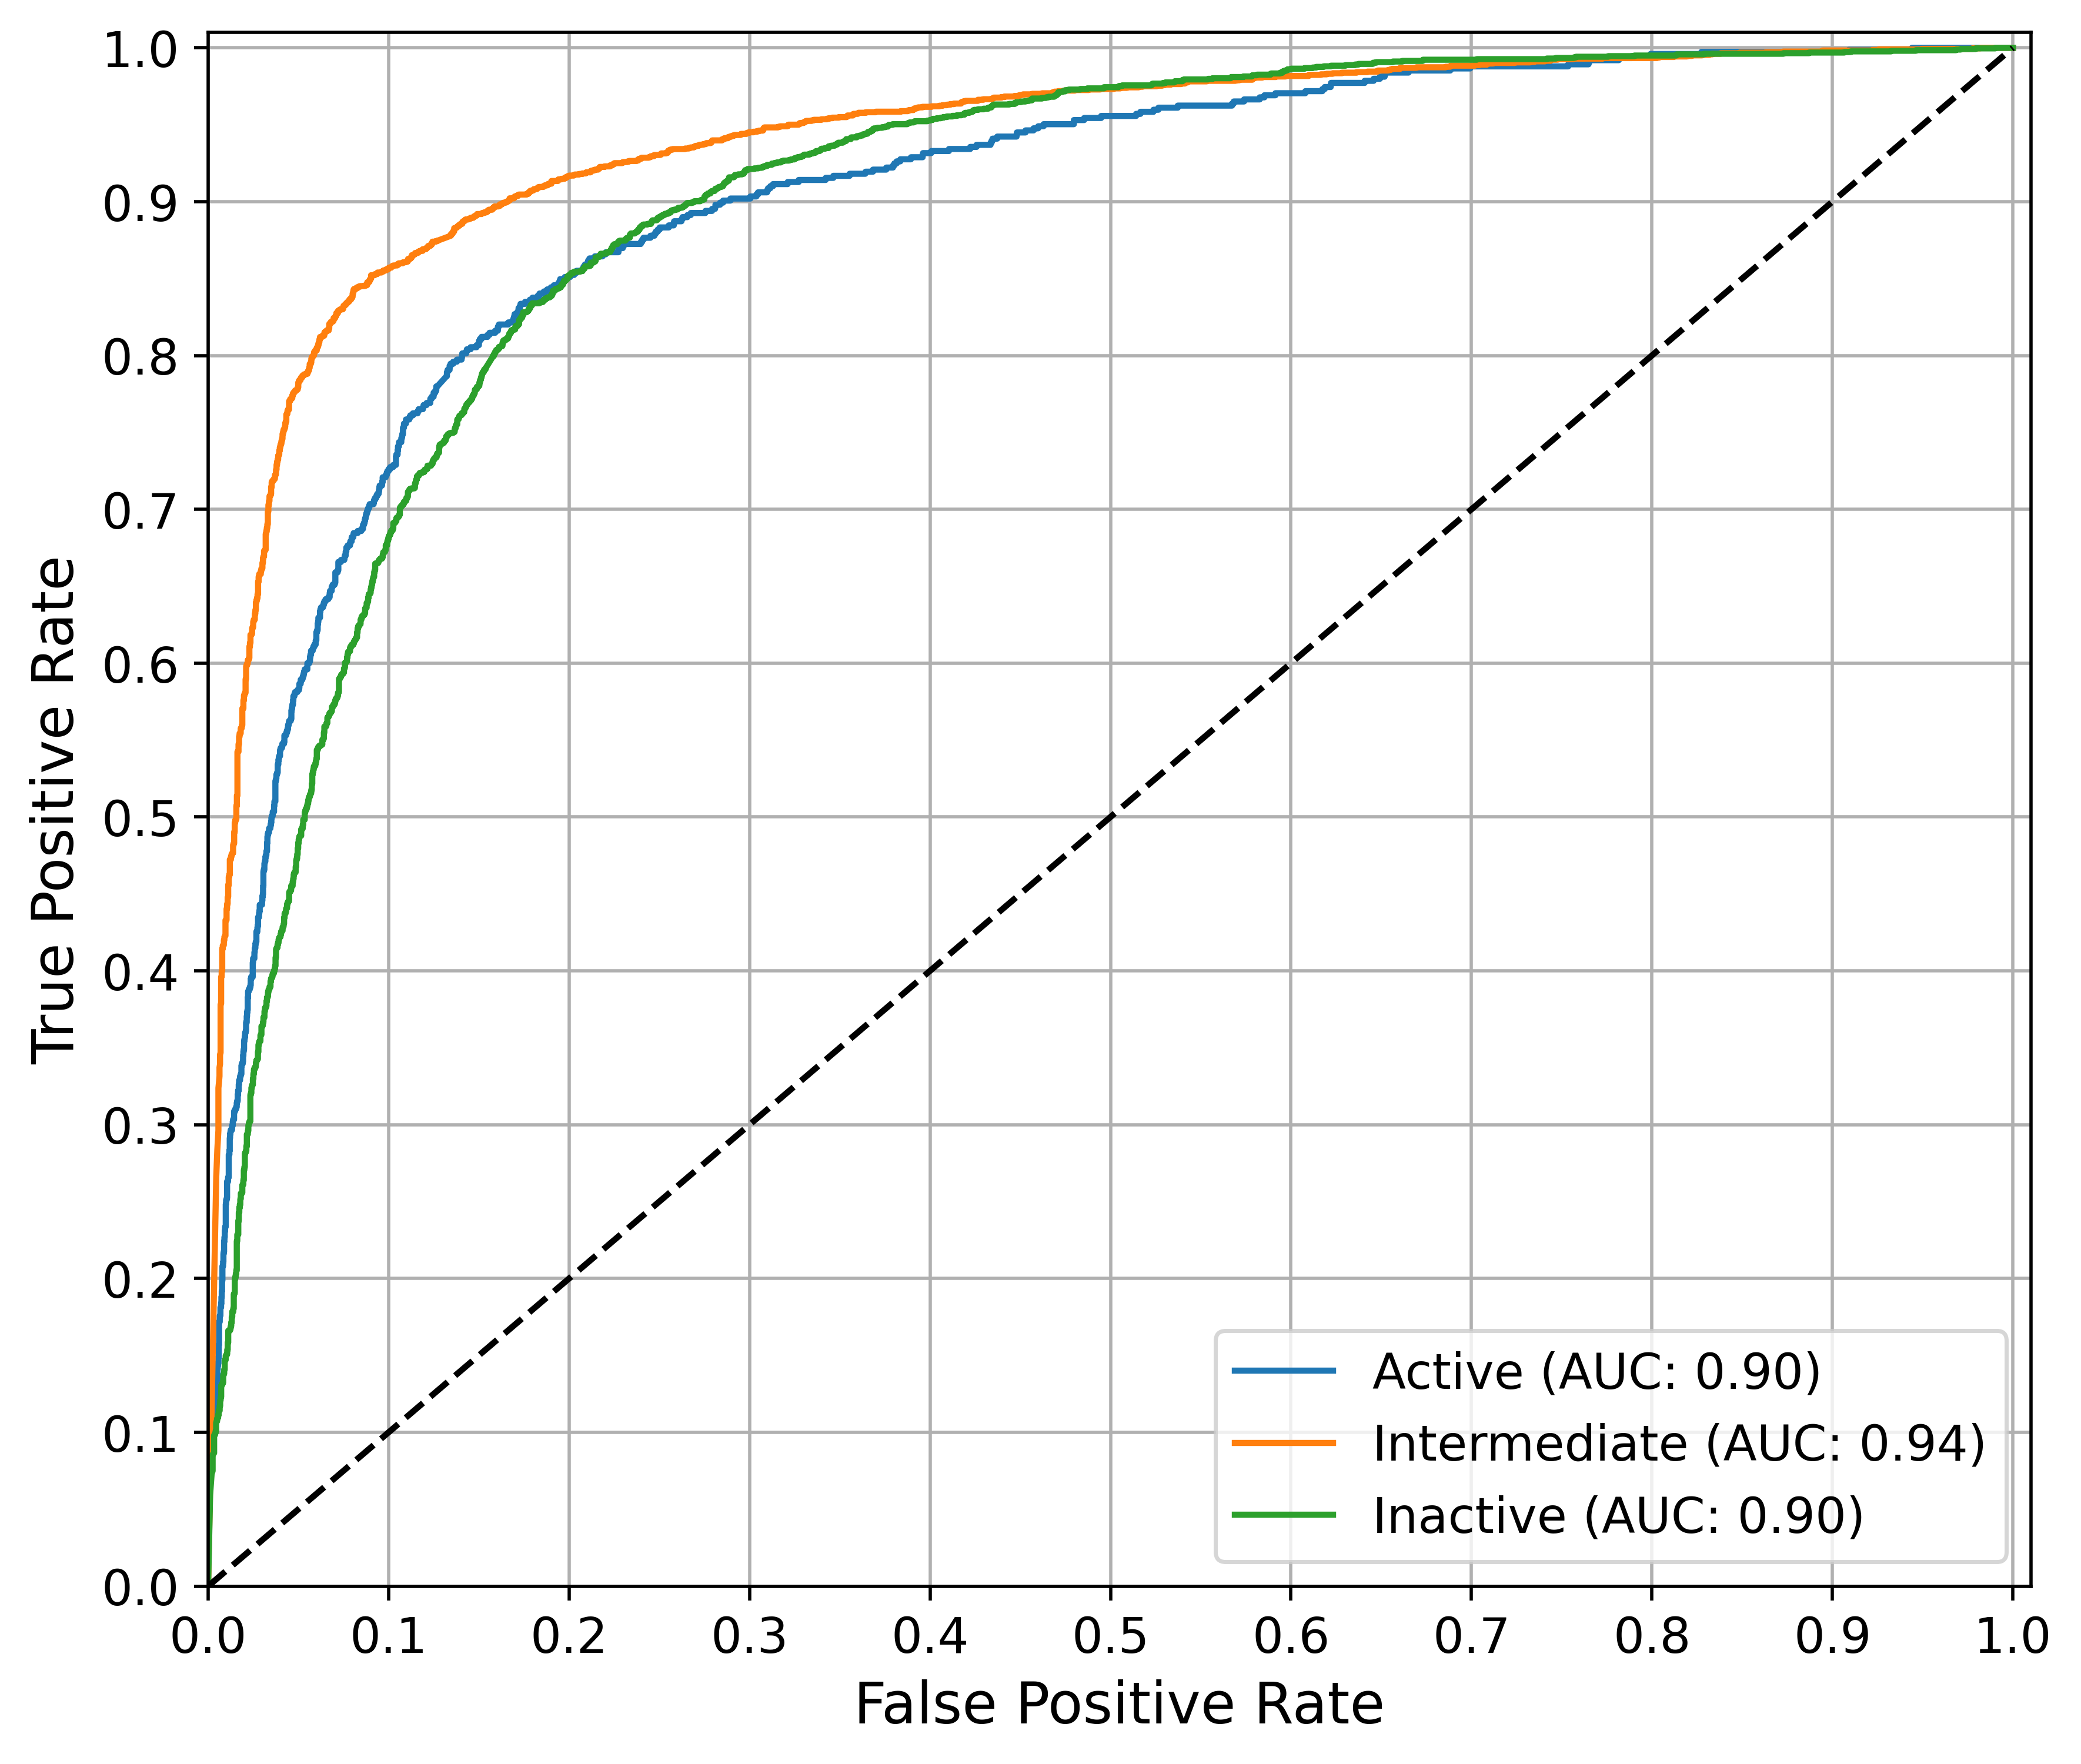 1.0
0.9
0.8
0.7
0.6
0.5
0.4
0.3
0.2
0.1
0.0
True Positive Rate
0.0 0.1 0.2 0.3 0.4 0.5 0.6 0.7 0.8 0.9 1.0
False Positive Rate
Active (AUC: 0.90)
Intermediate (AUC: 0.94)
Inactive (AUC: 0.90)